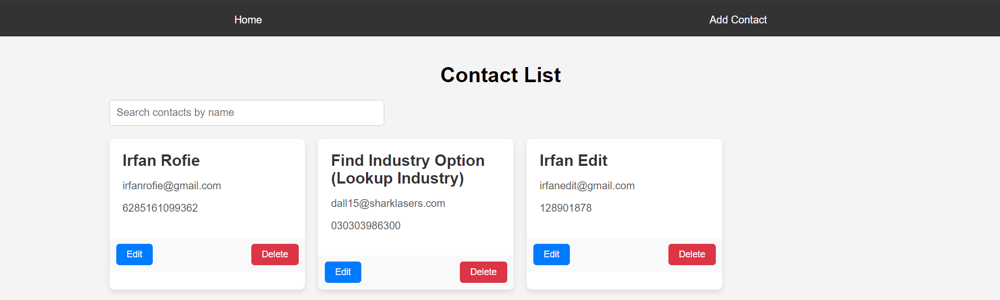 Home
Add Contact
Contact List
Search contacts by name
Irfan Rofie
irfanrofie@gmail.com
6285161099362
Edit
Delete
Find Industry Option
(Lookup Industry)
dall15@sharklasers.com
030303986300
Edit
Delete
Irfan Edit
irfanedit@gmail.com
128901878
Edit
Delete